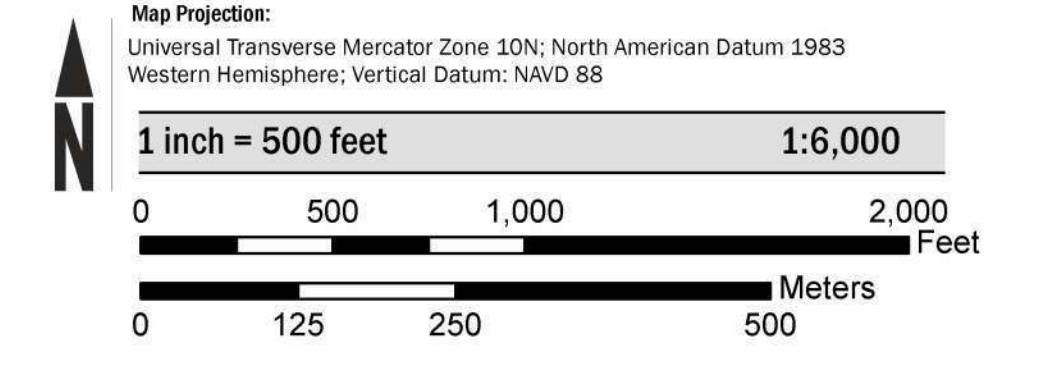 Map Projection:
Universal Transverse Mercator Zone 10N; North American Datum 1983
Western Hemisphere; Vertical Datum: NAVD 88
N
1 inch = 500 feet 1:6,000
0 500 1,000 2,000
Feet
Meters
0 125 250 500